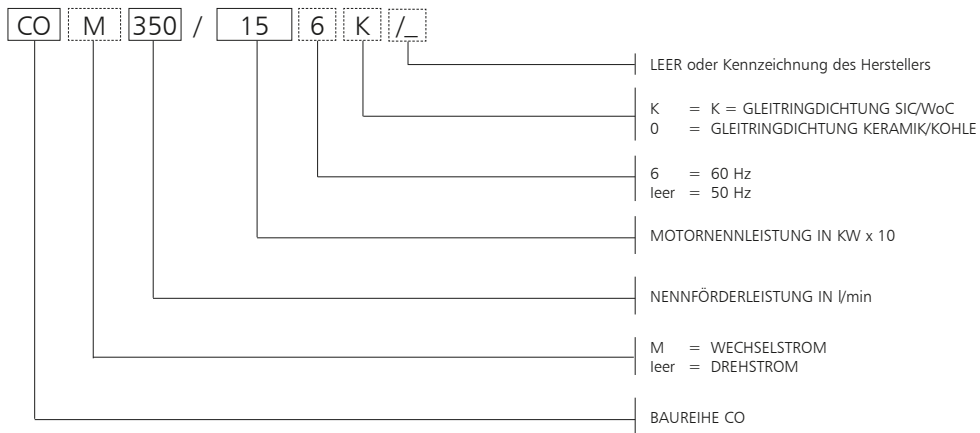 CO M 350 / 15 6 K /_
LEER oder Kennzeichnung des Herstellers
K = K = GLEITRINGDICHTUNG SIC/WoC
0 = GLEITRINGDICHTUNG KERAMIK/KOHLE
6 = 60 Hz
leer = 50 Hz
MOTORNENNLEISTUNG IN KW x 10
NENNFÖRDERLEISTUNG IN l/min
M = WECHSELSTROM
leer = DREHSTROM
BAUREIHE CO